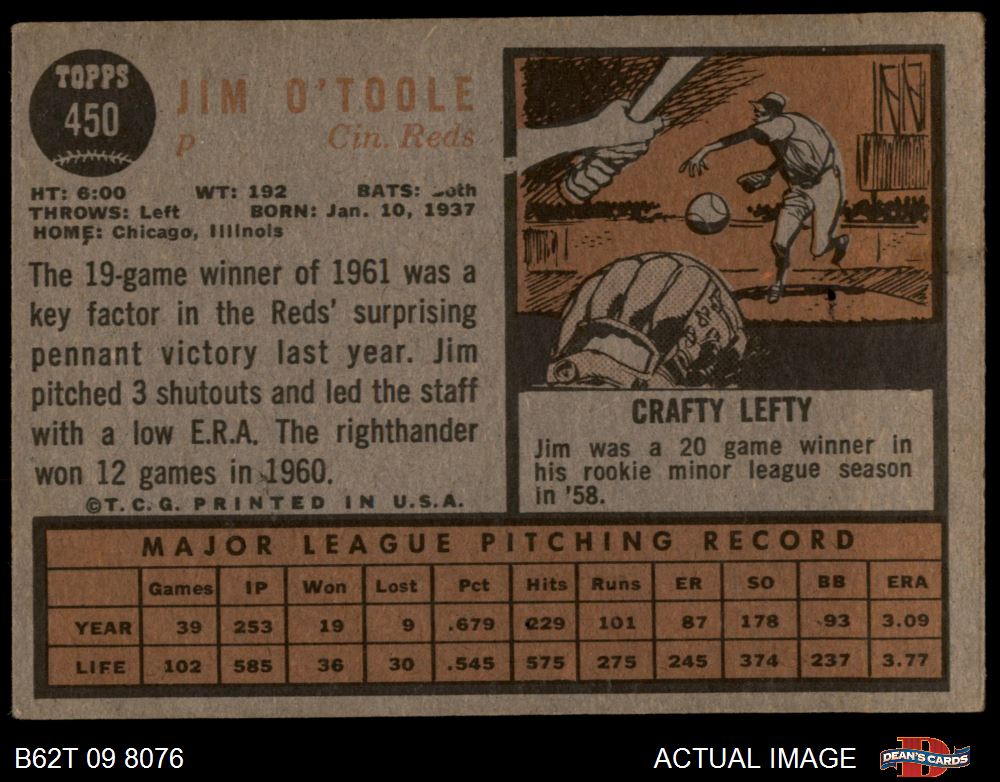 TOPPS
450
JIM O'TOOLE
P Cin. Reds
HT: 6:00 WT: 192 BATS: Both
THROWS: Left BORN: Jan. 10, 1937
HOME: Chicago, Illinois
The 19-game winner of 1961 was a
key factor in the Reds' surprising
pennant victory last year. Jim
pitched 3 shutouts and led the staff
with a low E.R.A. The righthander
won 12 games in 1960.
©T.C.G. PRINTED IN U.S.A.
CRAFTY LEFTY
Jim was a 20 game winner in
his rookie minor league season
in '58.
MAJOR LEAGUE PITCHING RECORD
Games IP Won Lost Pct Hits Runs ER SO BB ERA
YEAR 39 253 19 9 .679 229 101 87 178 93 3.09
LIFE 102 585 36 30 .545 575 275 245 374 237 3.77
B62T 09 8076 ACTUAL IMAGE DEAN'S CARDS